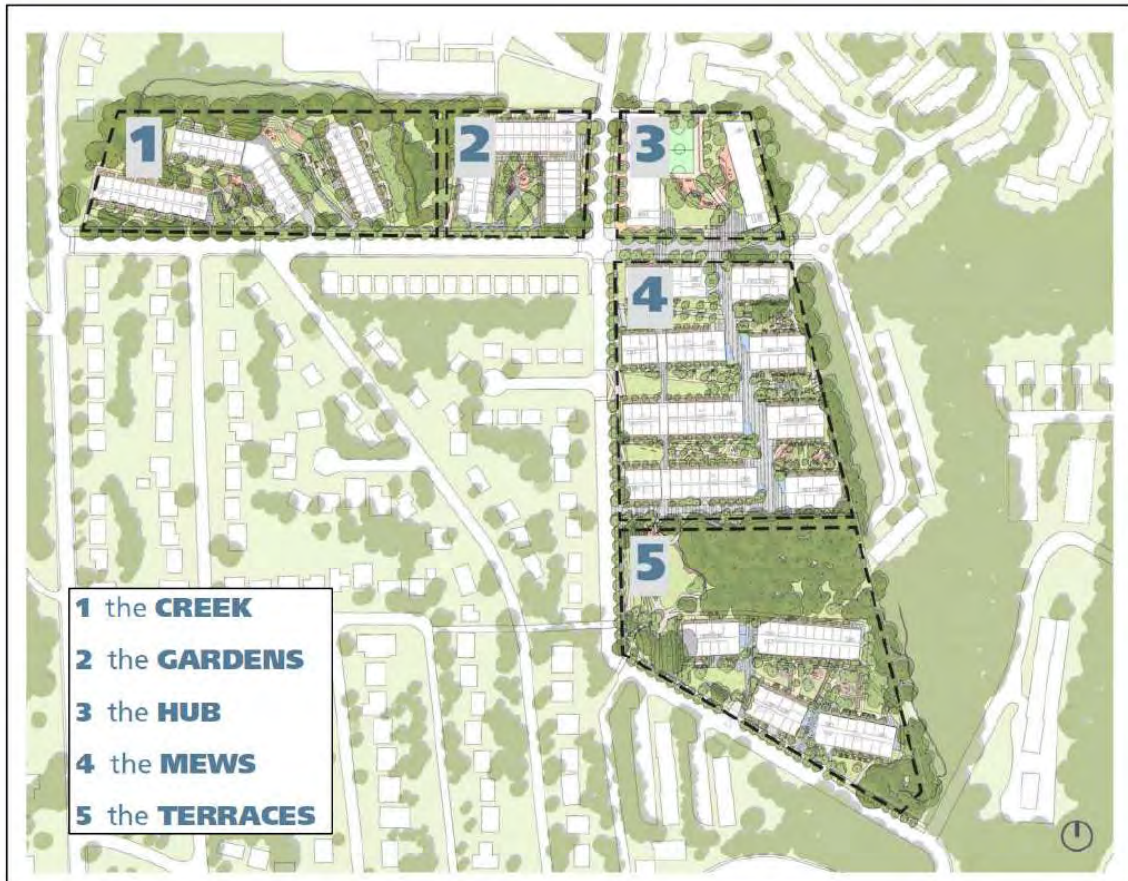 1
2
3
4
5
1 the CREEK
2 the GARDENS
3 the HUB
4 the MEWS
5 the TERRACES